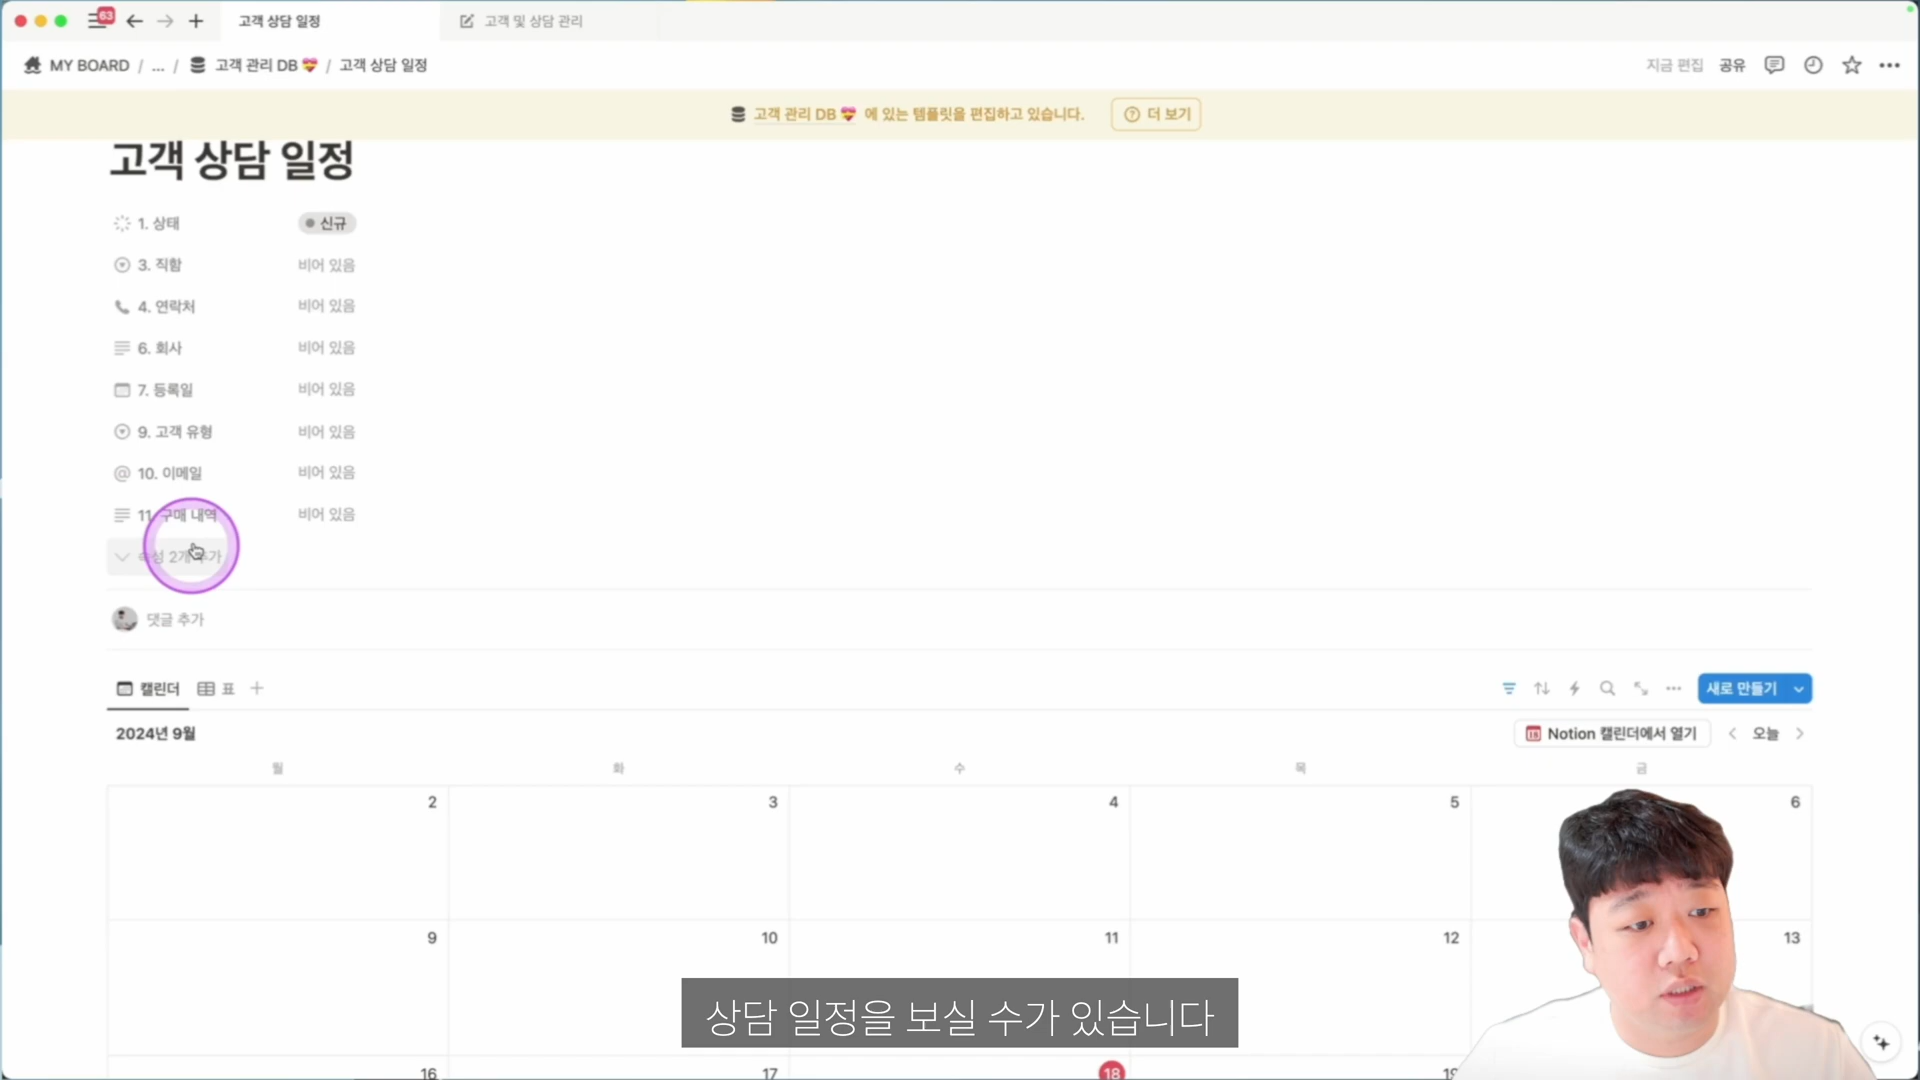 63
고객 상담 일정
고객 및 상담 관리
MY BOARD / ... / 고객 관리 DB 💝 / 고객 상담 일정
지금 편집 공유
고객 관리 DB 💝 에 있는 템플릿을 편집하고 있습니다.
더 보기
고객 상담 일정
1. 상태 신규
3. 직함 비어 있음
4. 연락처 비어 있음
6. 회사 비어 있음
7. 등록일 비어 있음
9. 고객 유형 비어 있음
10. 이메일 비어 있음
11. 구매 내역 비어 있음
속성 2개 추가
댓글 추가
캘린더 표
새로 만들기
2024년 9월
Notion 캘린더에서 열기
오늘
월 화 수 목 금
2 3 4 5 6
9 10 11 12 13
상담 일정을 보실 수가 있습니다
16 17 18 19